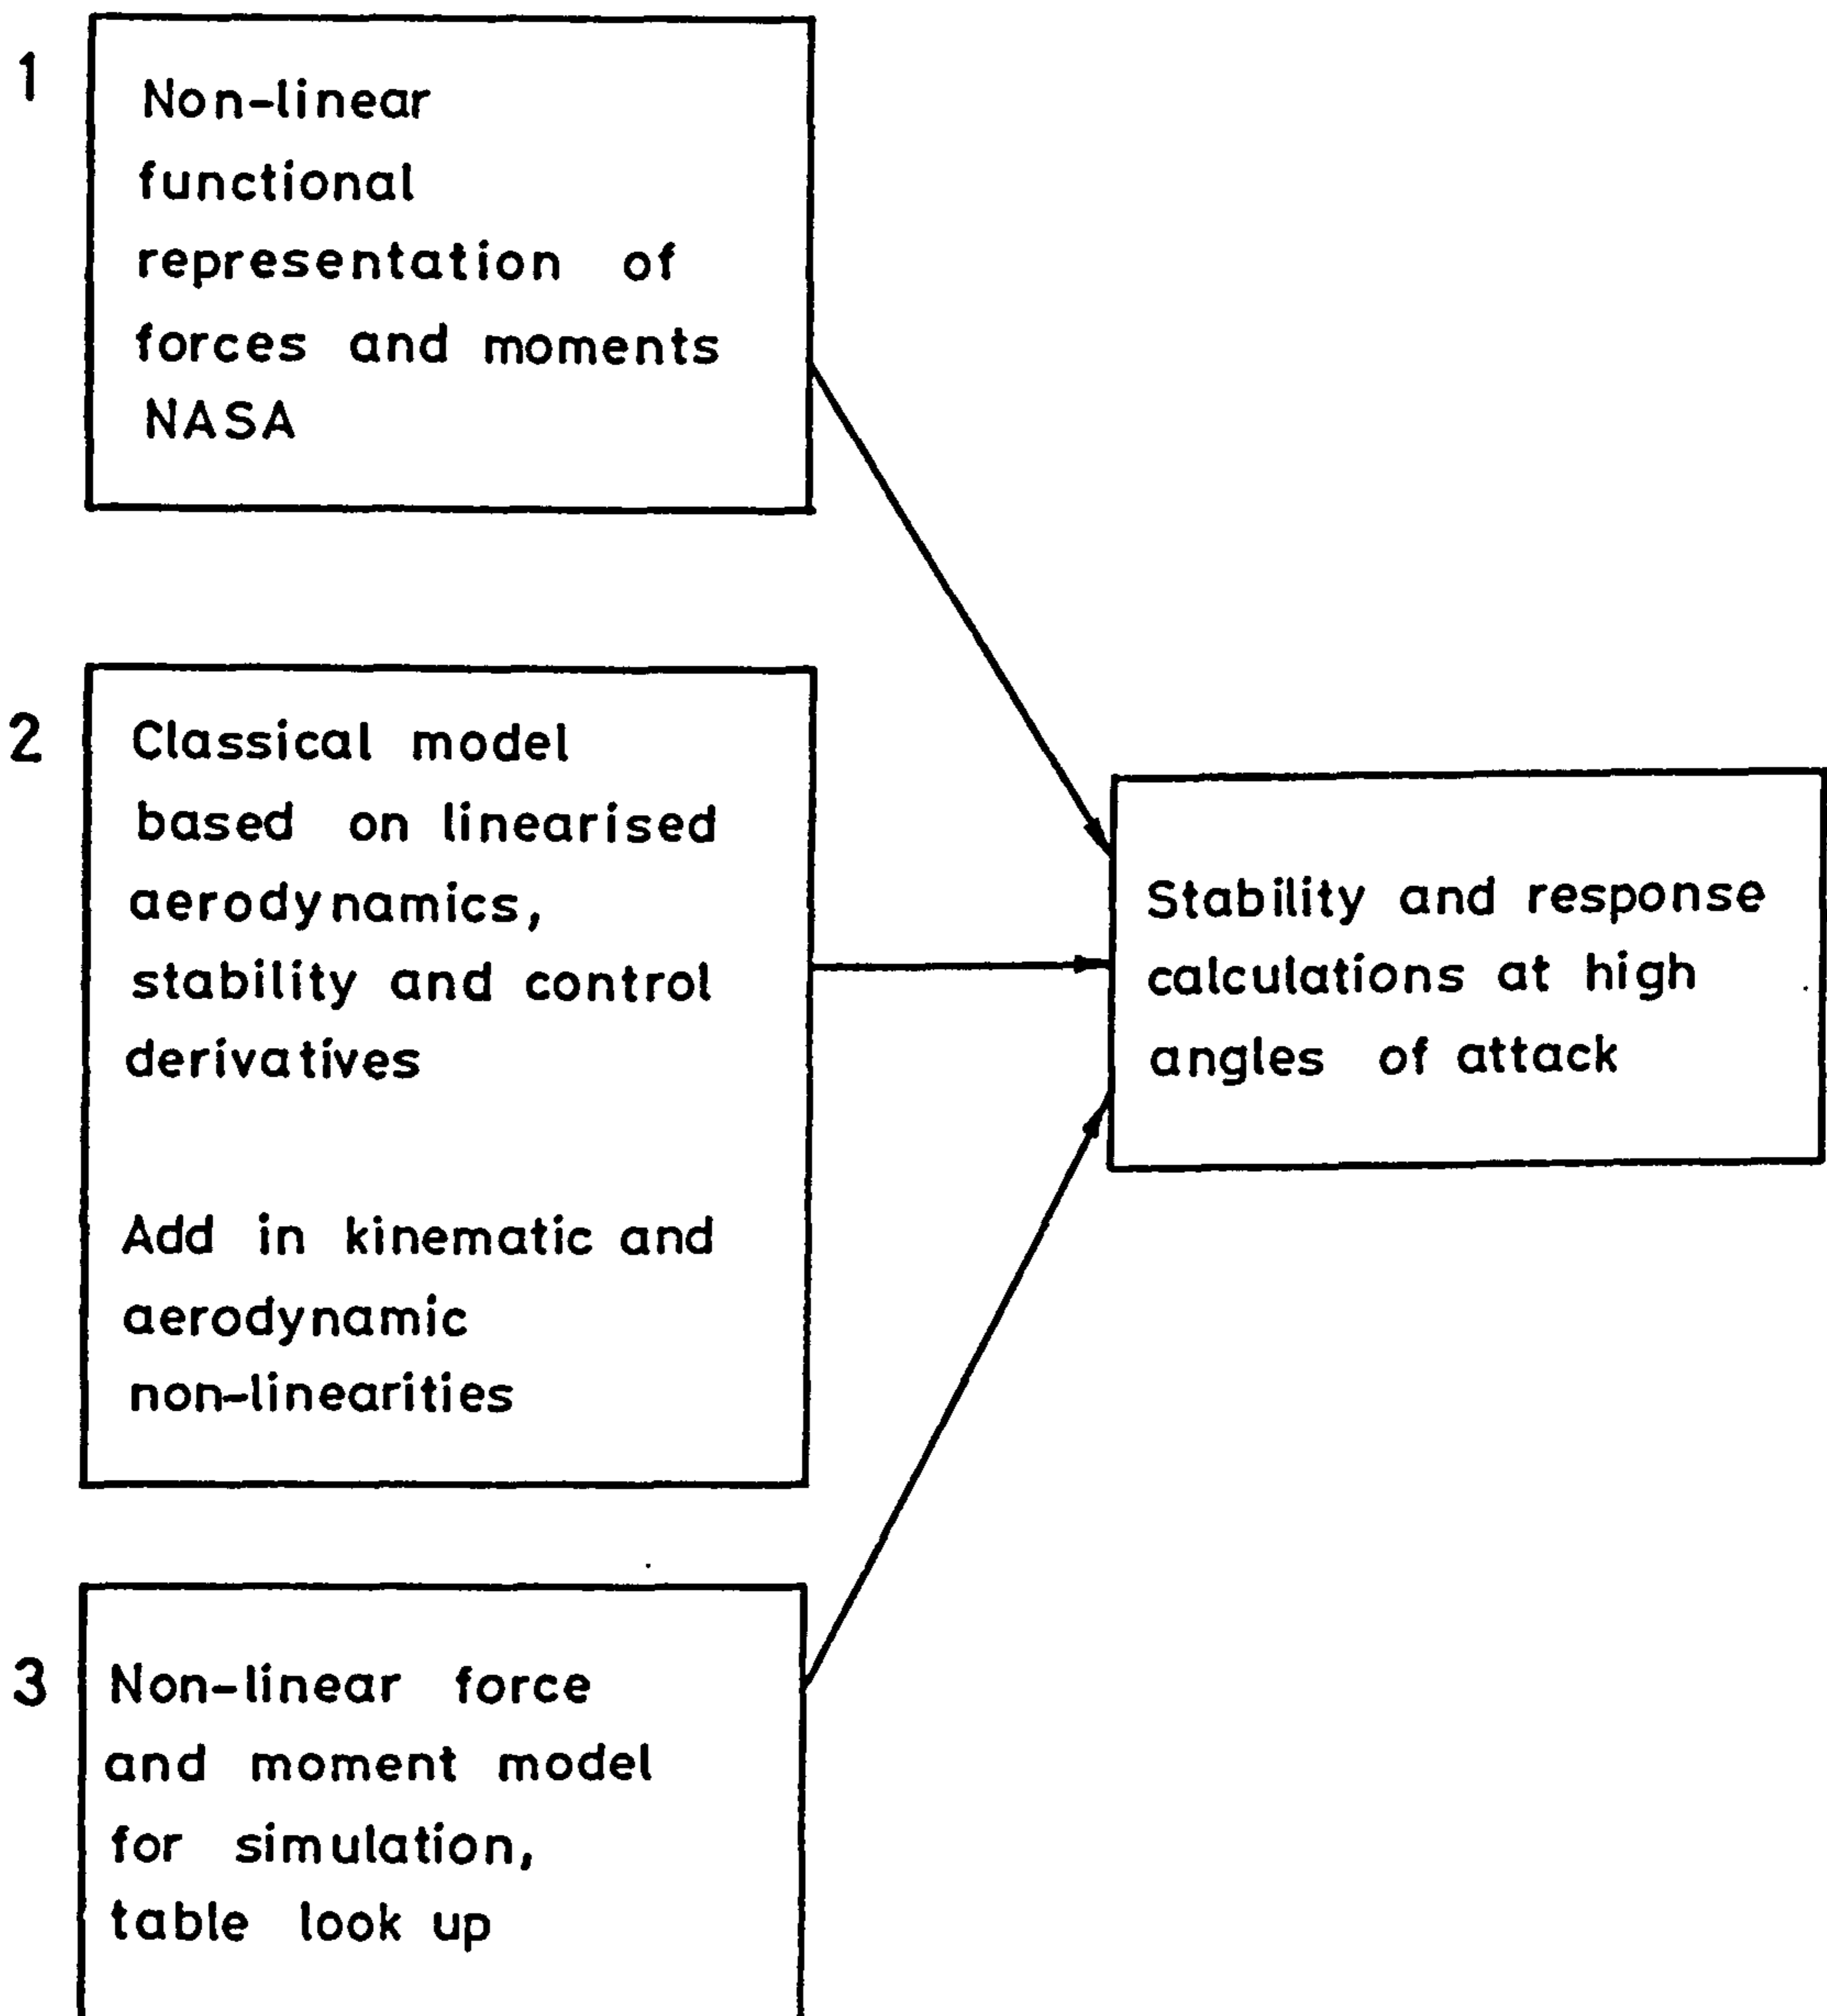 1
Non-linear
functional
representation of
forces and moments
NASA
2
Classical model
based on linearised
aerodynamics,
stability and control
derivatives
Add in kinematic and
aerodynamic
non-linearities
3
Non-linear force
and moment model
for simulation,
table look up
Stability and response
calculations at high
angles of attack